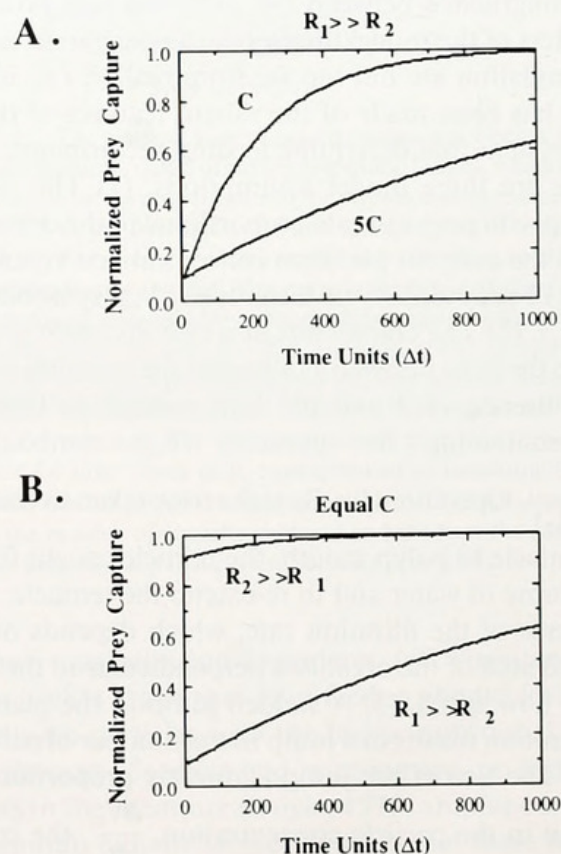 A
R₁>> R₂
Normalized Prey Capture
1.0
0.8
0.6
0.4
0.2
0.0
C
5C
0 200 400 600 800 1000
Time Units (Δt)
B.
Equal C
Normalized Prey Capture
1.0
0.8
0.6
0.4
0.2
0.0
R₂ >>R ₁
R₁ >>R₂
0 200 400 600 800 1000
Time Units (Δt)